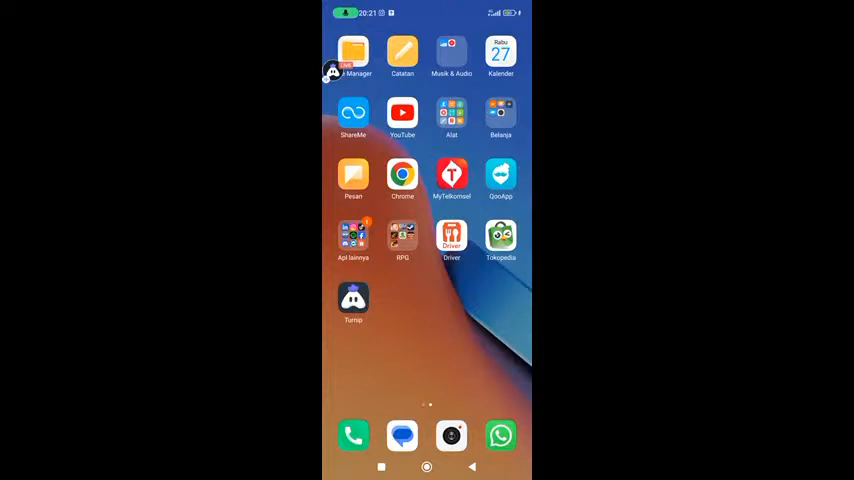 20:21
LIVE
Rabu
27
e Manager
Catatan
Musik & Audio
Kalender
ShareMe
YouTube
Alat
Belanja
T
Pesan
Chrome
MyTelkomsel
QooApp
Driver
Apl lainnya
RPG
Driver
Tokopedia
Turnip